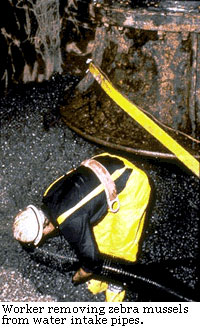 Worker removing zebra mussels
from water intake pipes.